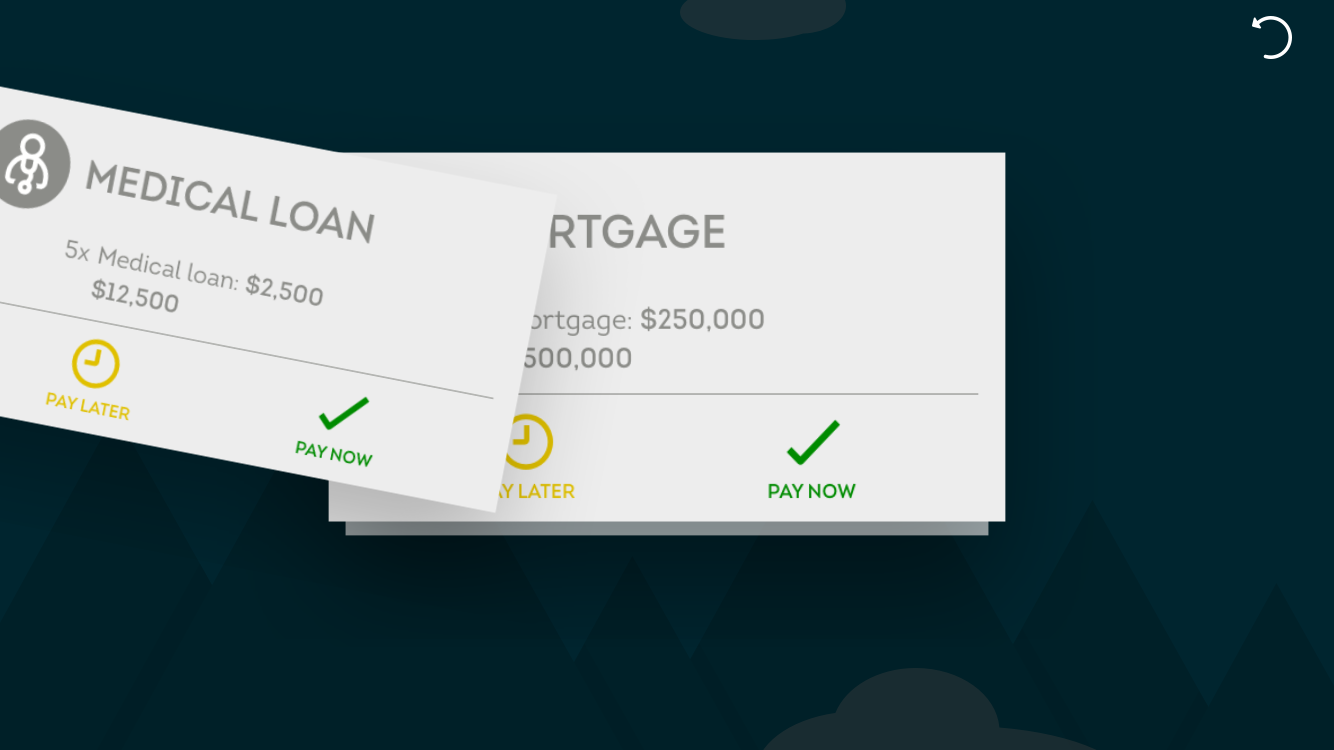 MEDICAL LOAN
5x Medical loan: $2,500
$12,500
PAY LATER
PAY NOW
RTGAGE
ortgage: $250,000
500,000
Y LATER
PAY NOW